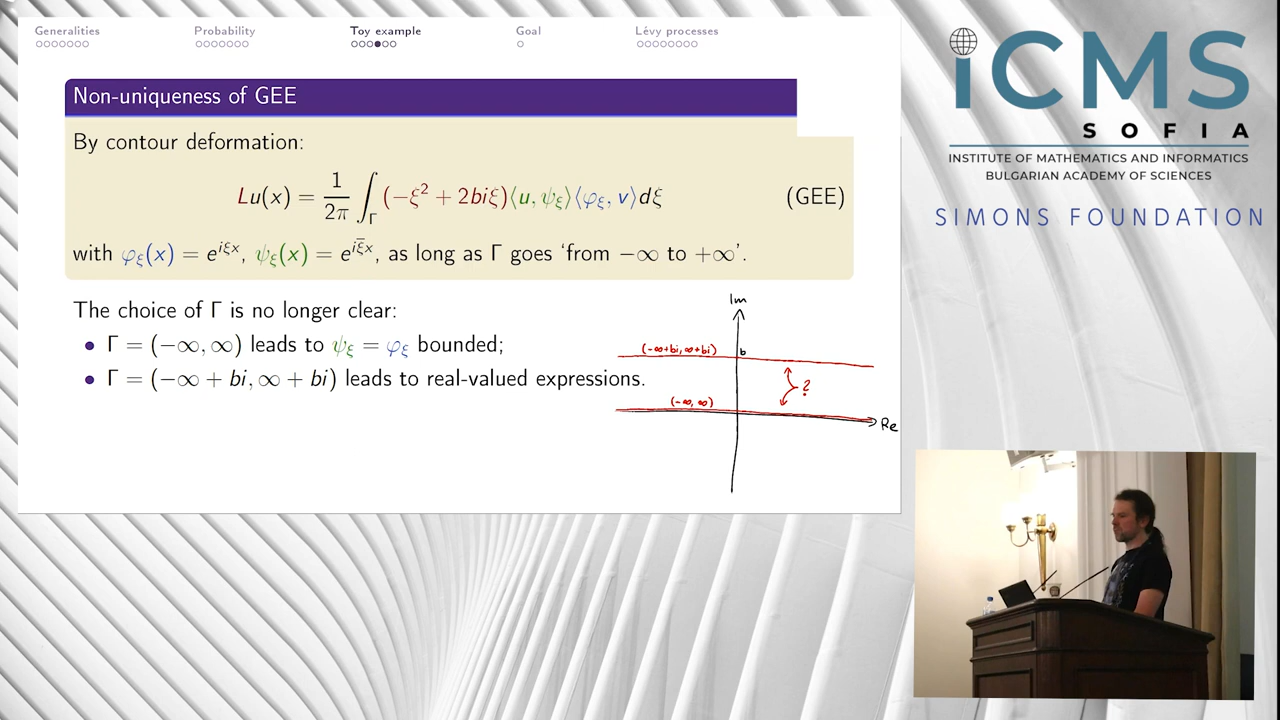 Generalities Probability Toy example Goal Lévy processes
Non-uniqueness of GEE
By contour deformation:
Lu(x) = 1/2π ∫_Γ (−ξ² + 2biξ)⟨u, ψ_ξ⟩⟨φ_ξ, v⟩dξ (GEE)
with φ_ξ(x) = e^{iξx}, ψ_ξ(x) = e^{iξ̅x}, as long as Γ goes ‘from −∞ to +∞’.
The choice of Γ is no longer clear:
• Γ = (−∞, ∞) leads to ψ_ξ = φ_ξ bounded;
• Γ = (−∞ + bi, ∞ + bi) leads to real-valued expressions.
Im
(-∞+bi, ∞+bi) b
?
(-∞, ∞)
Re
iCMS
SOFIA
INSTITUTE OF MATHEMATICS AND INFORMATICS
BULGARIAN ACADEMY OF SCIENCES
SIMONS FOUNDATION